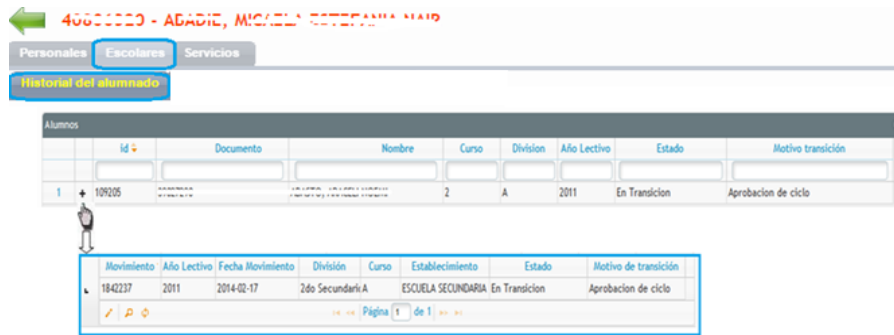 - ABADIE,
Personales Escolares Servicios
Historial del alumnado
Alumnos
id Documento Nombre Curso Division Año Lectivo Estado Motivo transición
1 + 109205 2 A 2011 En Transicion Aprobacion de ciclo
Movimiento Año Lectivo Fecha Movimiento División Curso Establecimiento Estado Motivo de transición
1842237 2011 2014-02-17 2do Secundaric A ESCUELA SECUNDARIA En Transicion Aprobacion de ciclo
Página 1 de 1